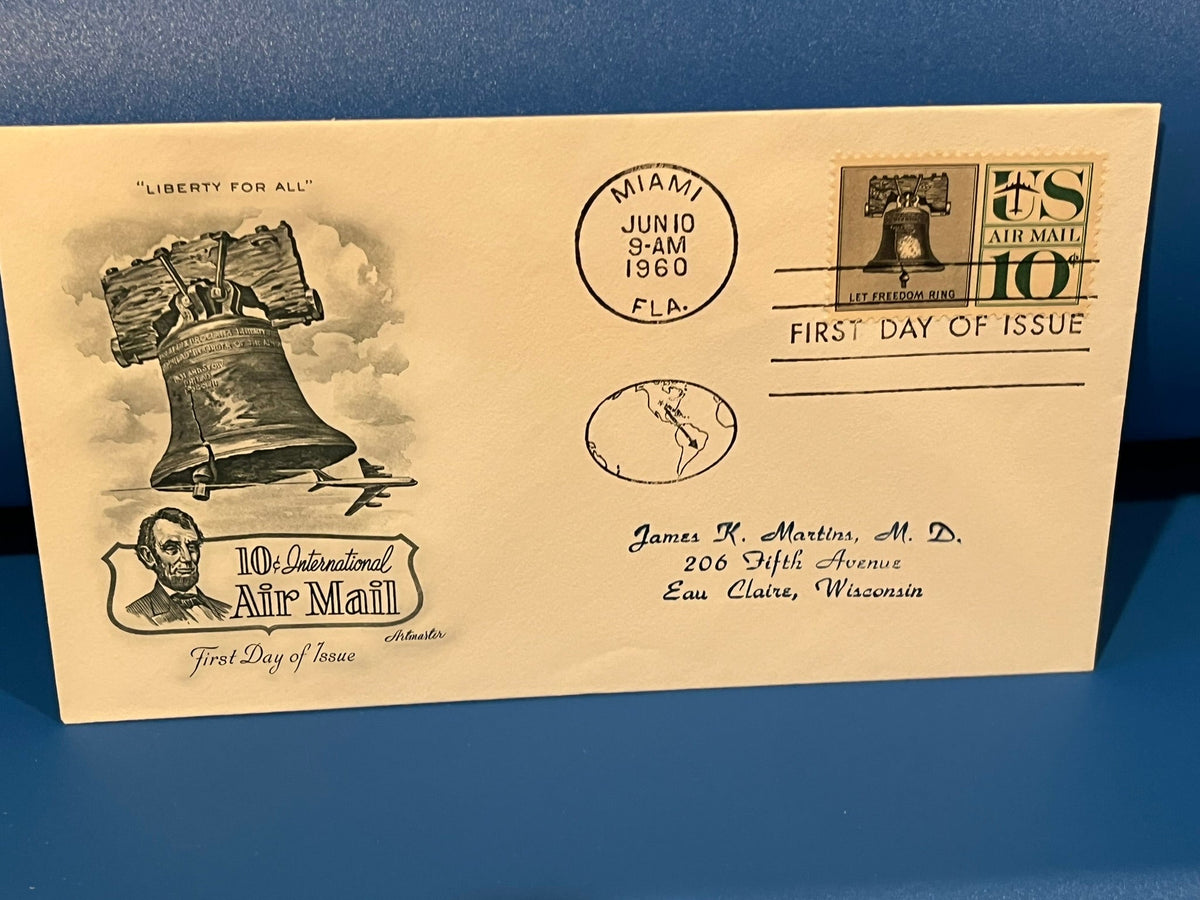 "LIBERTY FOR ALL"
10¢ International
Air Mail
Artmaster
First Day of Issue
MIAMI
JUN 10
9-AM
1960
FLA.
LET FREEDOM RING
US
AIR MAIL
10¢
FIRST DAY OF ISSUE
James K. Martins, M. D.
206 Fifth Avenue
Eau Claire, Wisconsin